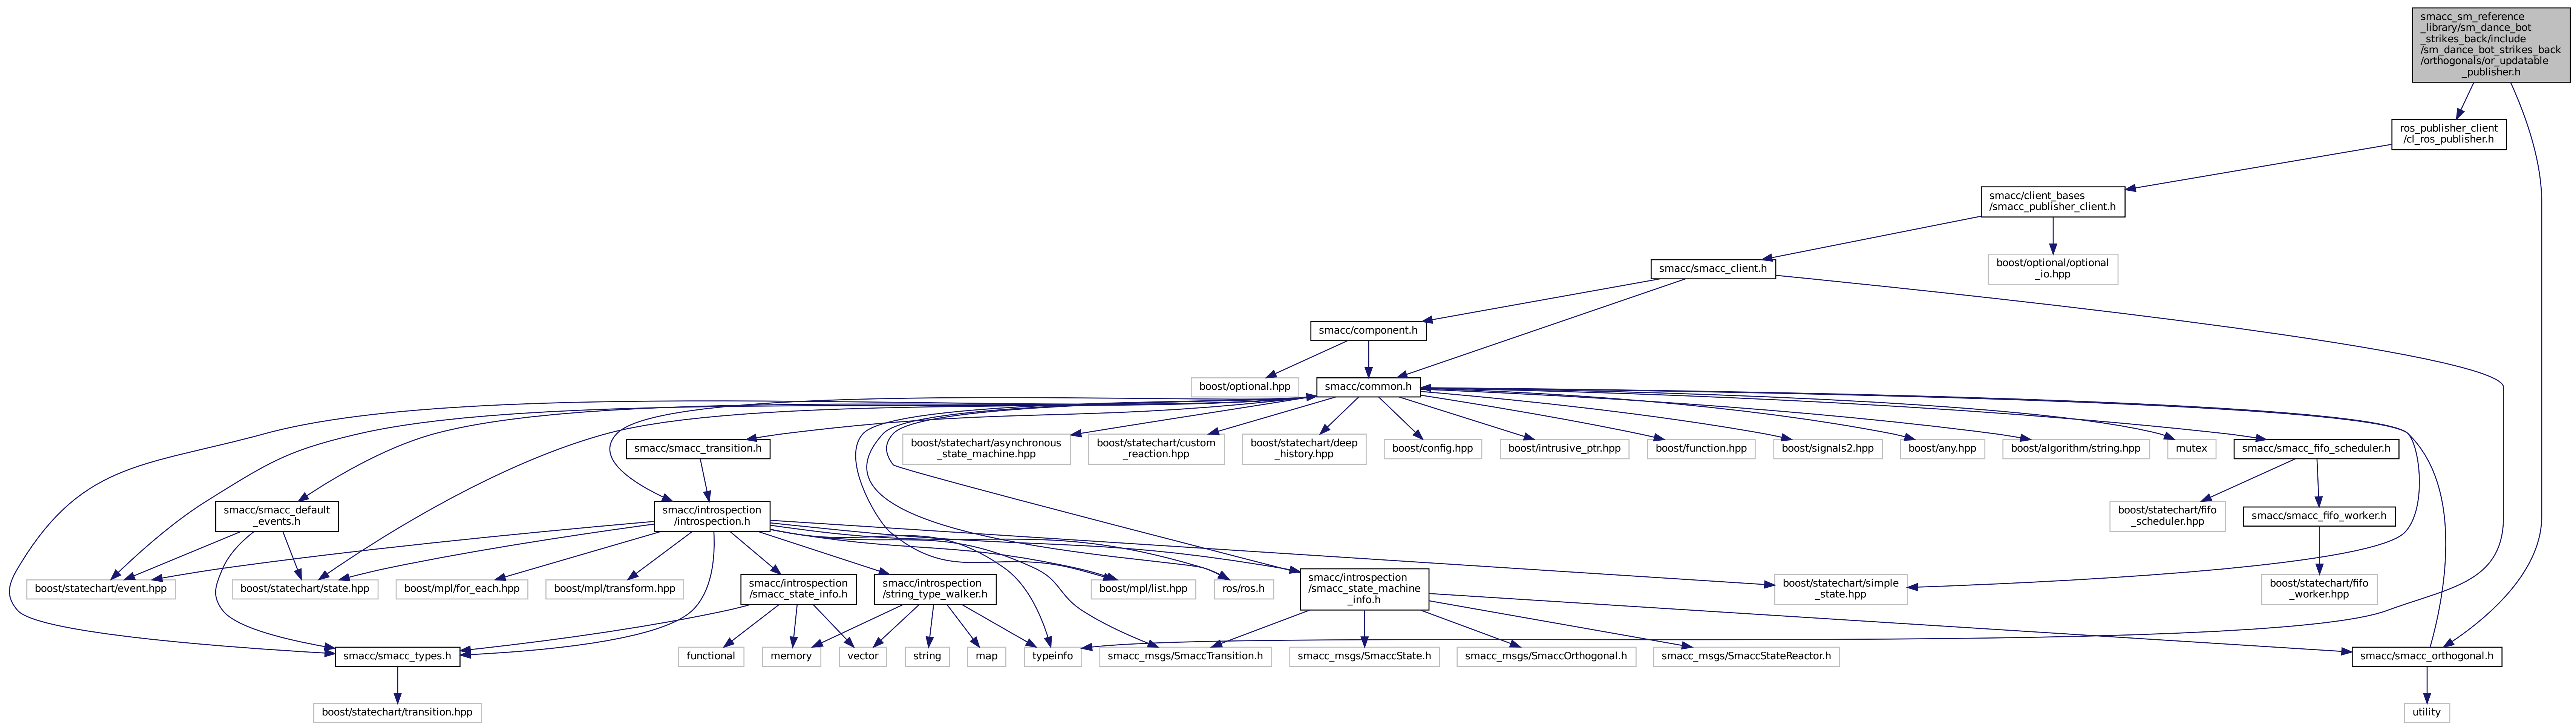 smacc_sm_reference
_library/sm_dance_bot
_strikes_back/include
/sm_dance_bot_strikes_back
/orthogonals/or_updatable
_publisher.h
ros_publisher_client
/cl_ros_publisher.h
smacc/client_bases
/smacc_publisher_client.h
smacc/smacc_client.h
boost/optional/optional
_io.hpp
smacc/component.h
boost/optional.hpp
smacc/common.h
smacc/smacc_transition.h
boost/statechart/asynchronous
_state_machine.hpp
boost/statechart/custom
_reaction.hpp
boost/statechart/deep
_history.hpp
boost/config.hpp
boost/intrusive_ptr.hpp
boost/function.hpp
boost/signals2.hpp
boost/any.hpp
boost/algorithm/string.hpp
mutex
smacc/smacc_fifo_scheduler.h
smacc/smacc_default
_events.h
smacc/introspection
/introspection.h
boost/statechart/fifo
_scheduler.hpp
smacc/smacc_fifo_worker.h
boost/statechart/event.hpp
boost/statechart/state.hpp
boost/mpl/for_each.hpp
boost/mpl/transform.hpp
smacc/introspection
/smacc_state_info.h
smacc/introspection
/string_type_walker.h
boost/mpl/list.hpp
ros/ros.h
smacc/introspection
/smacc_state_machine
_info.h
boost/statechart/simple
_state.hpp
boost/statechart/fifo
_worker.hpp
smacc/smacc_types.h
functional
memory
vector
string
map
typeinfo
smacc_msgs/SmaccTransition.h
smacc_msgs/SmaccState.h
smacc_msgs/SmaccOrthogonal.h
smacc_msgs/SmaccStateReactor.h
smacc/smacc_orthogonal.h
boost/statechart/transition.hpp
utility